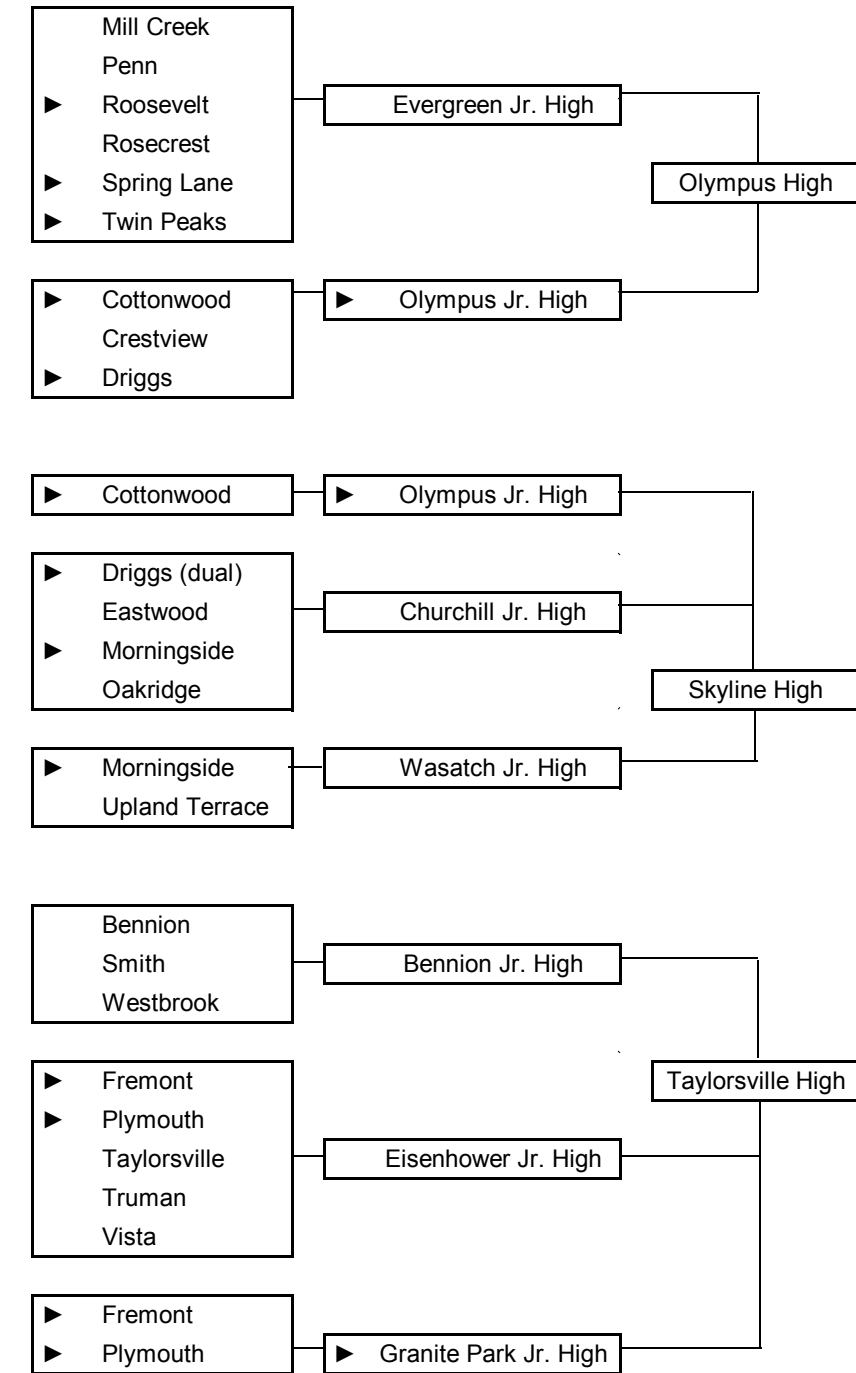 Mill Creek
Penn
► Roosevelt
Evergreen Jr. High
Rosecrest
► Spring Lane
Olympus High
► Twin Peaks
► Cottonwood
► Olympus Jr. High
Crestview
► Driggs
► Cottonwood
► Olympus Jr. High
► Driggs (dual)
Eastwood
Churchill Jr. High
► Morningside
Oakridge
Skyline High
► Morningside
Wasatch Jr. High
Upland Terrace
Bennion
Smith
Bennion Jr. High
Westbrook
► Fremont
Taylorsville High
► Plymouth
Taylorsville
Eisenhower Jr. High
Truman
Vista
► Fremont
► Plymouth
► Granite Park Jr. High